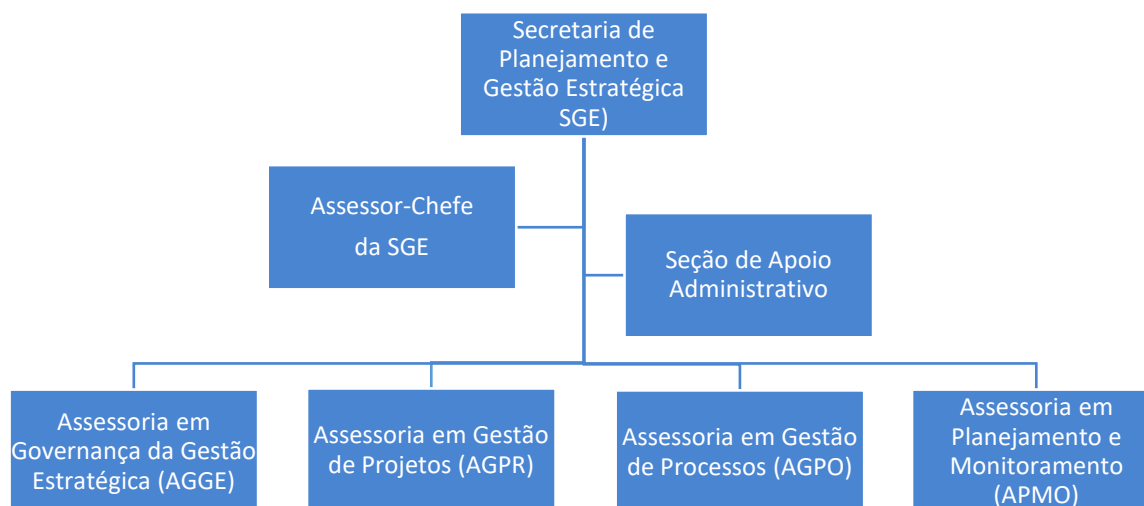 Secretaria de
Planejamento e
Gestão Estratégica
SGE)
Assessor-Chefe
da SGE
Seção de Apoio
Administrativo
Assessoria em
Governança da Gestão
Estratégica (AGGE)
Assessoria em Gestão
de Projetos (AGPR)
Assessoria em Gestão
de Processos (AGPO)
Assessoria em
Planejamento e
Monitoramento
(APMO)